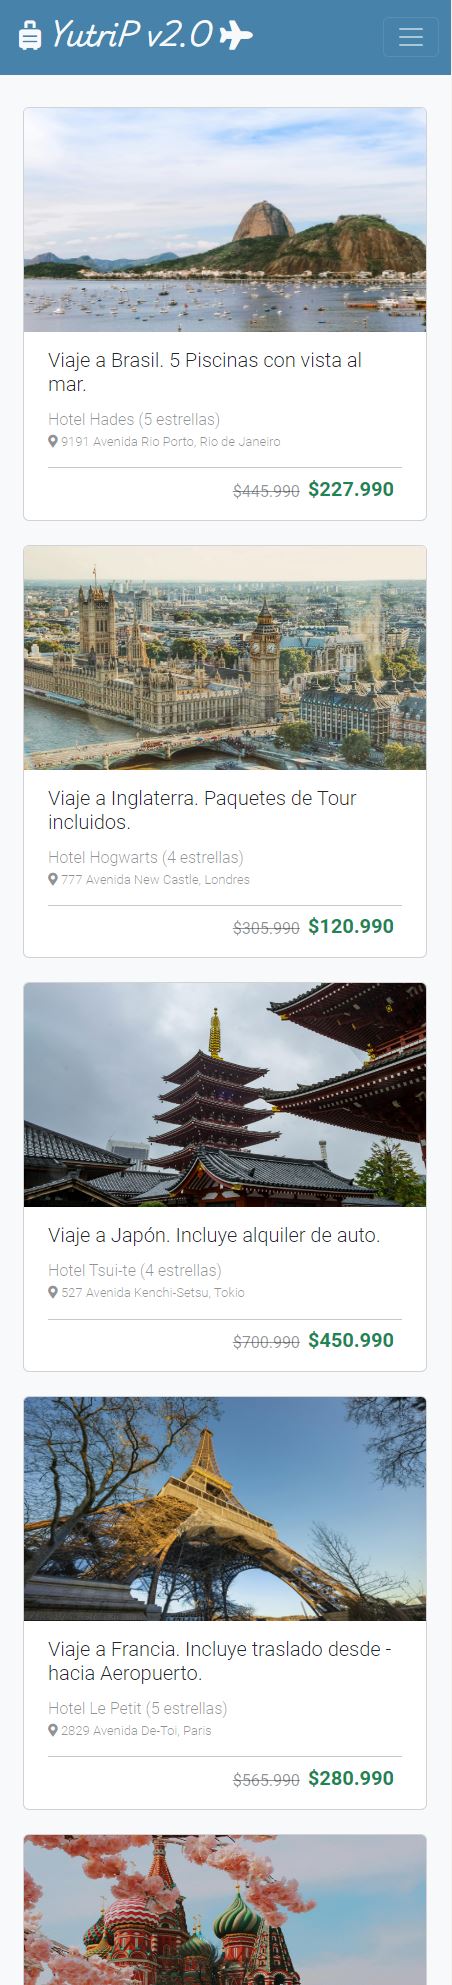 YutriP v2.0
Viaje a Brasil. 5 Piscinas con vista al
mar.
Hotel Hades (5 estrellas)
9191 Avenida Rio Porto, Rio de Janeiro
$445.990 $227.990
Viaje a Inglaterra. Paquetes de Tour
incluidos.
Hotel Hogwarts (4 estrellas)
777 Avenida New Castle, Londres
$305.990 $120.990
Viaje a Japón. Incluye alquiler de auto.
Hotel Tsui-te (4 estrellas)
527 Avenida Kenchi-Setsu, Tokio
$700.990 $450.990
Viaje a Francia. Incluye traslado desde -
hacia Aeropuerto.
Hotel Le Petit (5 estrellas)
2829 Avenida De-Toi, Paris
$565.990 $280.990